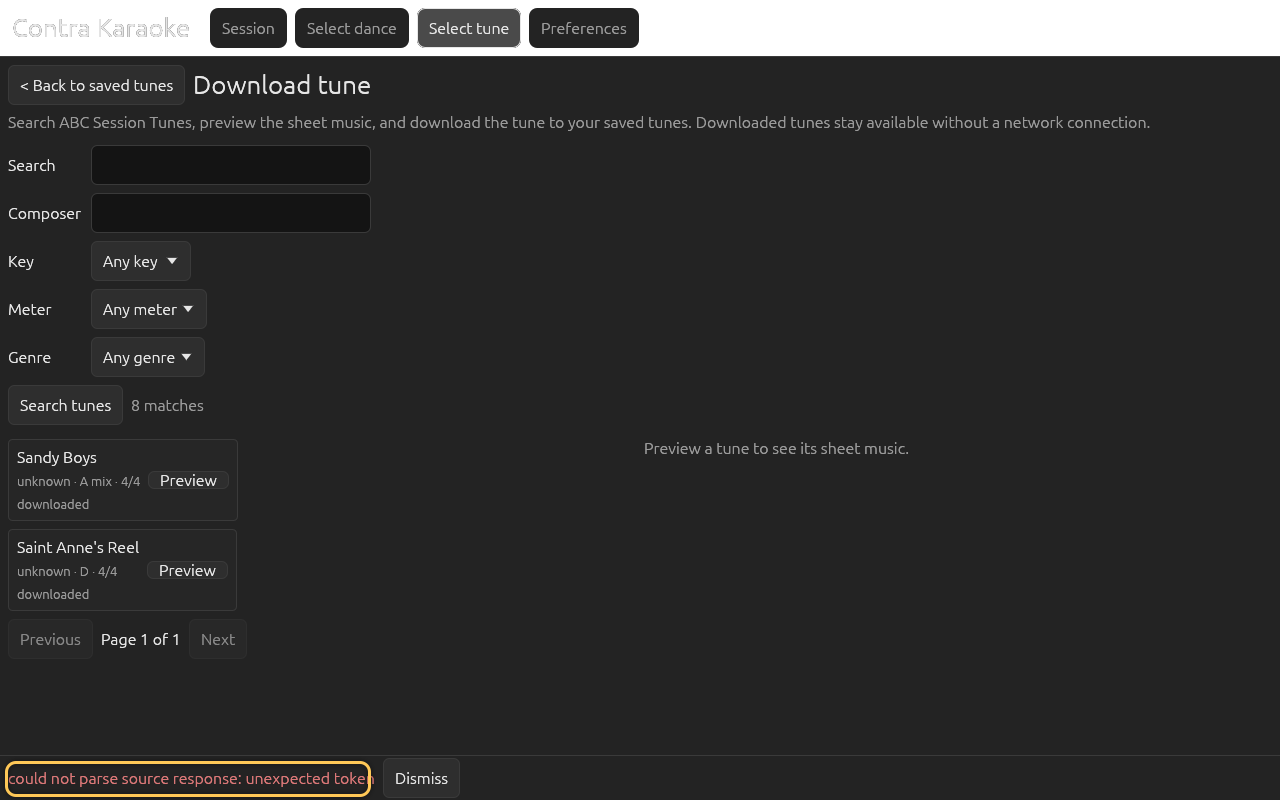 Contra Karaoke
Session
Select dance
Select tune
Preferences
< Back to saved tunes
Download tune
Search ABC Session Tunes, preview the sheet music, and download the tune to your saved tunes. Downloaded tunes stay available without a network connection.
Search
Composer
Key
Any key
Meter
Any meter
Genre
Any genre
Search tunes
8 matches
Sandy Boys
unknown · A mix · 4/4
Preview
downloaded
Saint Anne's Reel
unknown · D · 4/4
Preview
downloaded
Previous
Page 1 of 1
Next
Preview a tune to see its sheet music.
could not parse source response: unexpected token
Dismiss